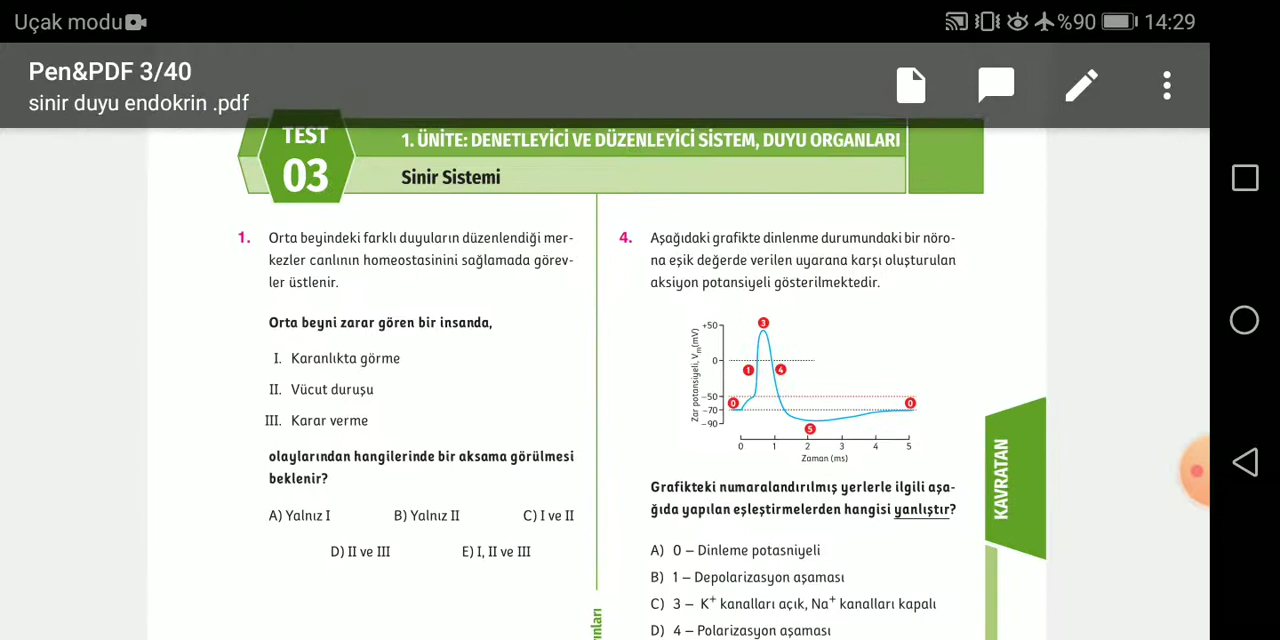 Uçak modu
%90 14:29
Pen&PDF 3/40
sinir duyu endokrin .pdf
TEST
03
1. ÜNİTE: DENETLEYİCİ VE DÜZENLEYİCİ SİSTEM, DUYU ORGANLARI
Sinir Sistemi
1. Orta beyindeki farklı duyuların düzenlendiği mer-
kezler canlının homeostasinini sağlamada görev-
ler üstlenir.
Orta beyni zarar gören bir insanda,
I. Karanlıkta görme
II. Vücut duruşu
III. Karar verme
olaylarından hangilerinde bir aksama görülmesi
beklenir?
A) Yalnız I B) Yalnız II C) I ve II
D) II ve III E) I, II ve III
4. Aşağıdaki grafikte dinlenme durumundaki bir nöro-
na eşik değerde verilen uyarana karşı oluşturulan
aksiyon potansiyeli gösterilmektedir.
Zar potansiyeli, Vm(mV)
+50
0
−50
−70
−90
3
1
4
0
0
5
0 1 2 3 4 5
Zaman (ms)
Grafikteki numaralandırılmış yerlerle ilgili aşa-
ğıda yapılan eşleştirmelerden hangisi yanlıştır?
A) 0 – Dinleme potasniyeli
B) 1 – Depolarizasyon aşaması
C) 3 – K+ kanalları açık, Na+ kanalları kapalı
D) 4 – Polarizasyon aşaması
KAVRATAN